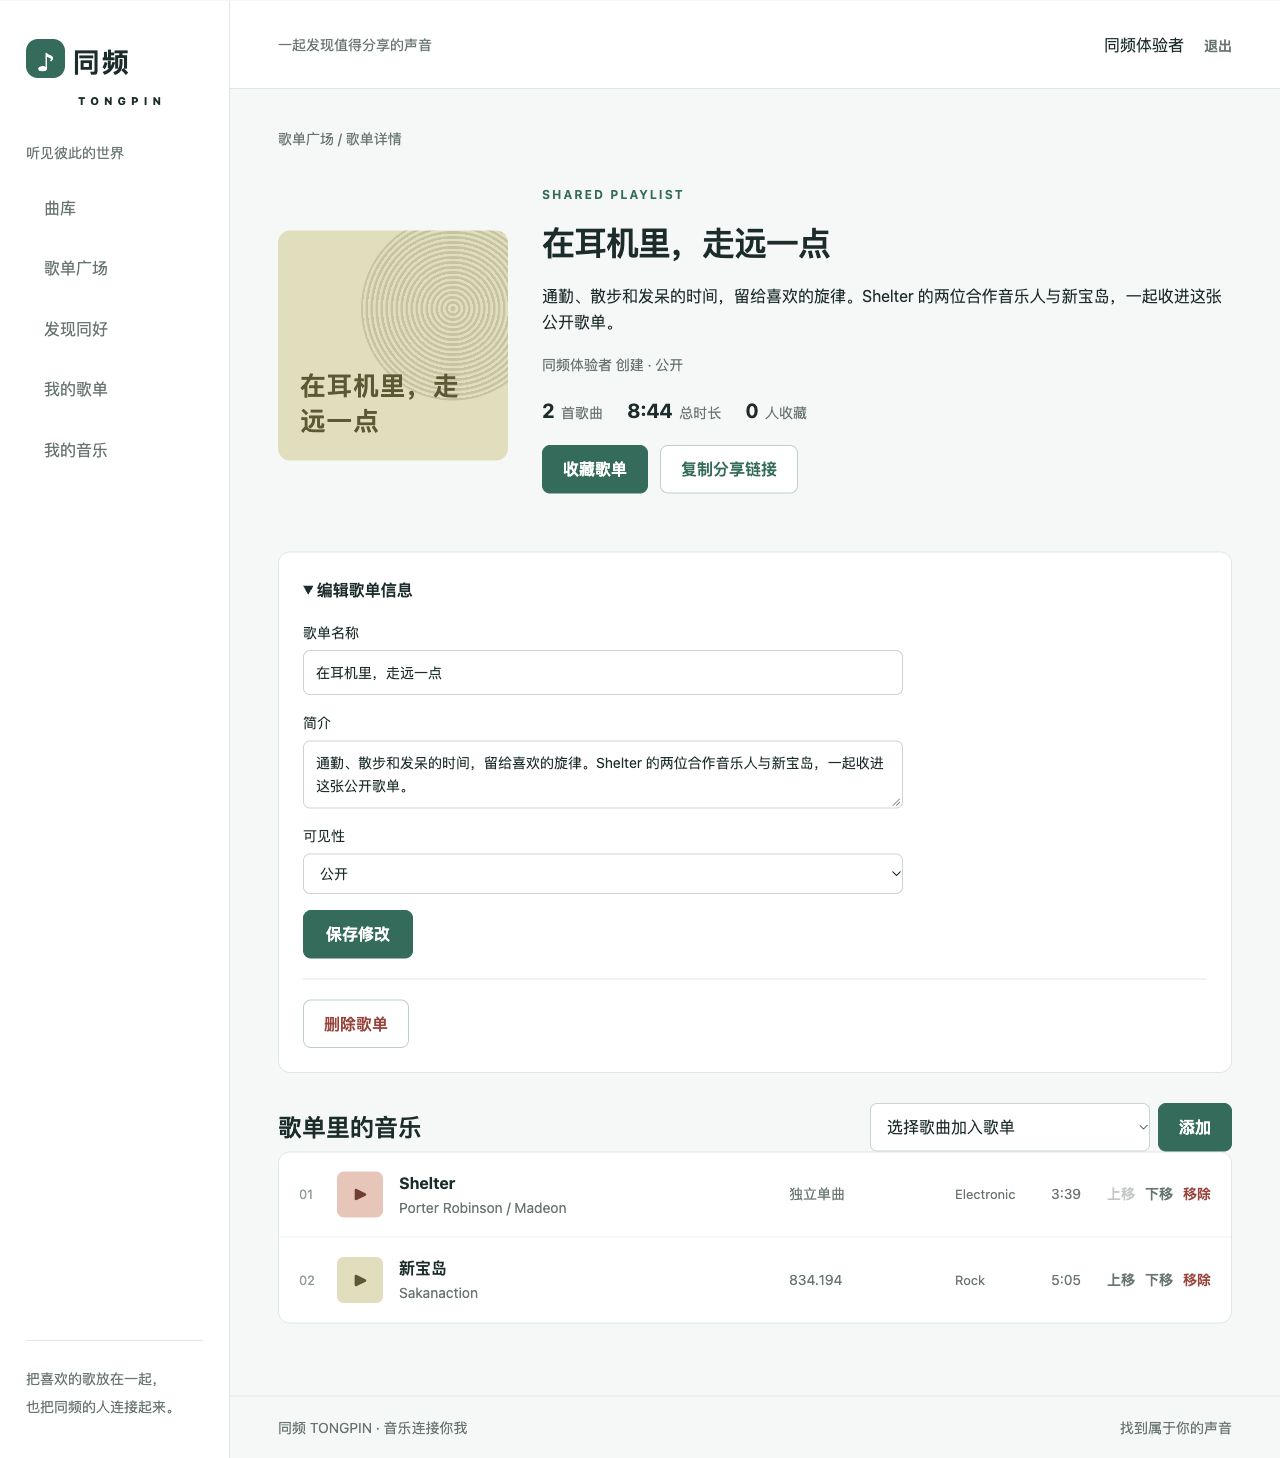 同频
TONGPIN
听见彼此的世界
曲库
歌单广场
发现同好
我的歌单
我的音乐
把喜欢的歌放在一起，
也把同频的人连接起来。
一起发现值得分享的声音
同频体验者 退出
歌单广场 / 歌单详情
在耳机里，走
远一点
SHARED PLAYLIST
在耳机里，走远一点
通勤、散步和发呆的时间，留给喜欢的旋律。Shelter 的两位合作音乐人与新宝岛，一起收进这张
公开歌单。
同频体验者 创建 · 公开
2 首歌曲 8:44 总时长 0 人收藏
收藏歌单 复制分享链接
编辑歌单信息
歌单名称
在耳机里，走远一点
简介
通勤、散步和发呆的时间，留给喜欢的旋律。Shelter 的两位合作音乐人与新宝岛，一起收进
这张公开歌单。
可见性
公开
保存修改
删除歌单
歌单里的音乐 选择歌曲加入歌单 添加
01 Shelter 独立单曲 Electronic 3:39 上移 下移 移除
Porter Robinson / Madeon
02 新宝岛 834.194 Rock 5:05 上移 下移 移除
Sakanaction
同频 TONGPIN · 音乐连接你我 找到属于你的声音